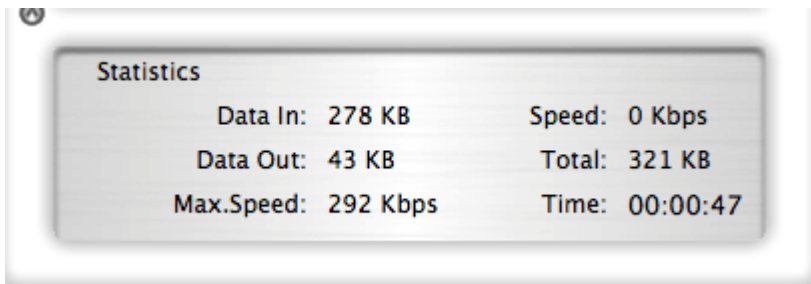 Statistics
Data In: 278 KB Speed: 0 Kbps
Data Out: 43 KB Total: 321 KB
Max.Speed: 292 Kbps Time: 00:00:47